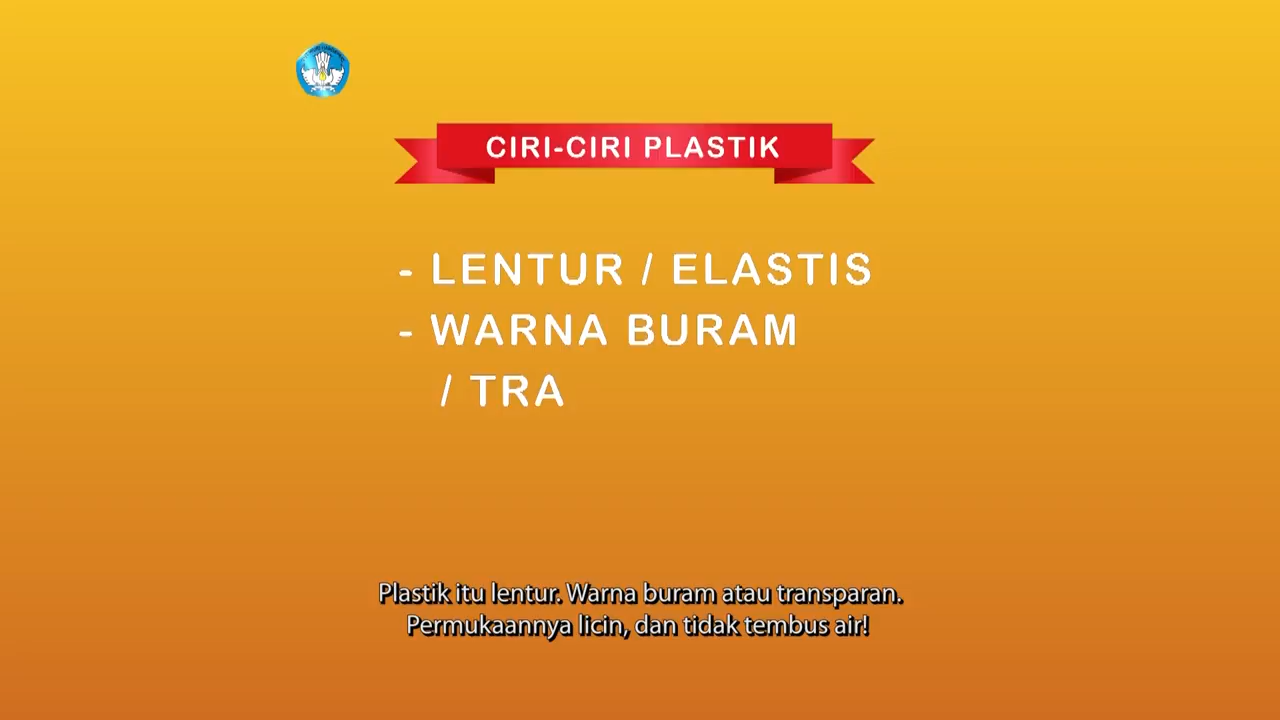 CIRI-CIRI PLASTIK
- LENTUR / ELASTIS
- WARNA BURAM
/ TRA
Plastik itu lentur. Warna buram atau transparan.
Permukaannya licin, dan tidak tembus air!